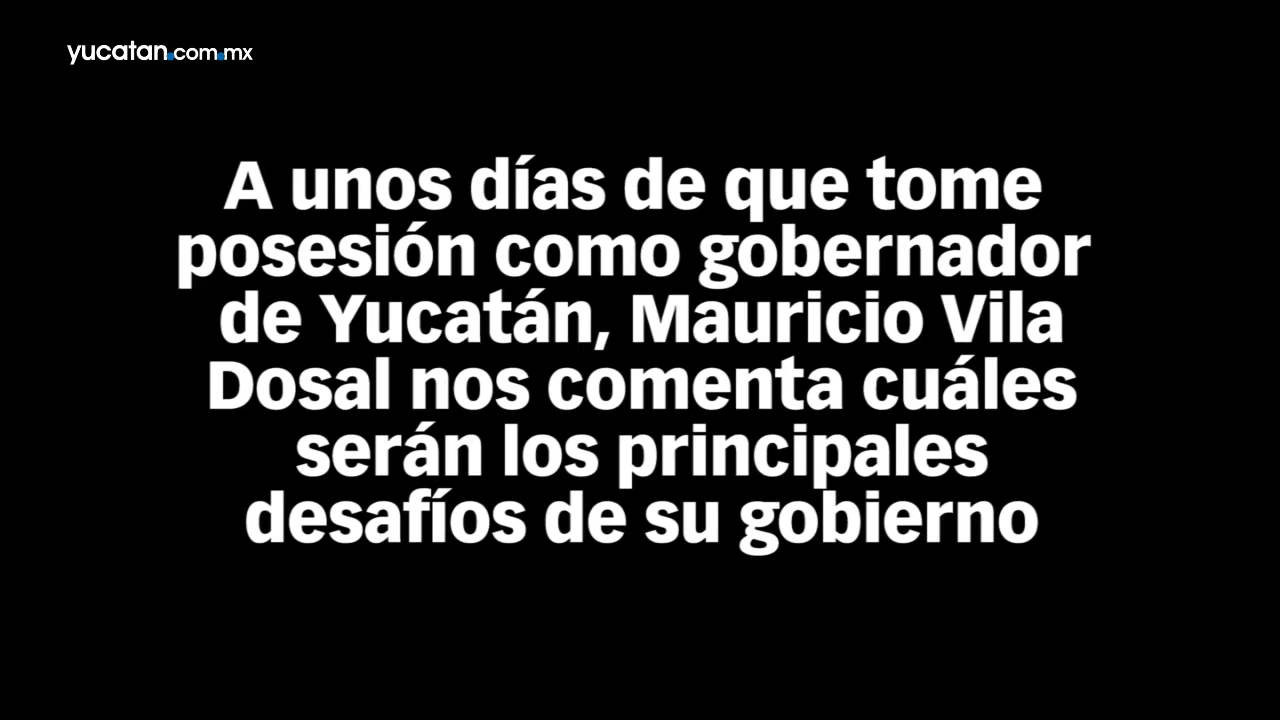 yucatan.com.mx
A unos días de que tome
posesión como gobernador
de Yucatán, Mauricio Vila
Dosal nos comenta cuáles
serán los principales
desafíos de su gobierno